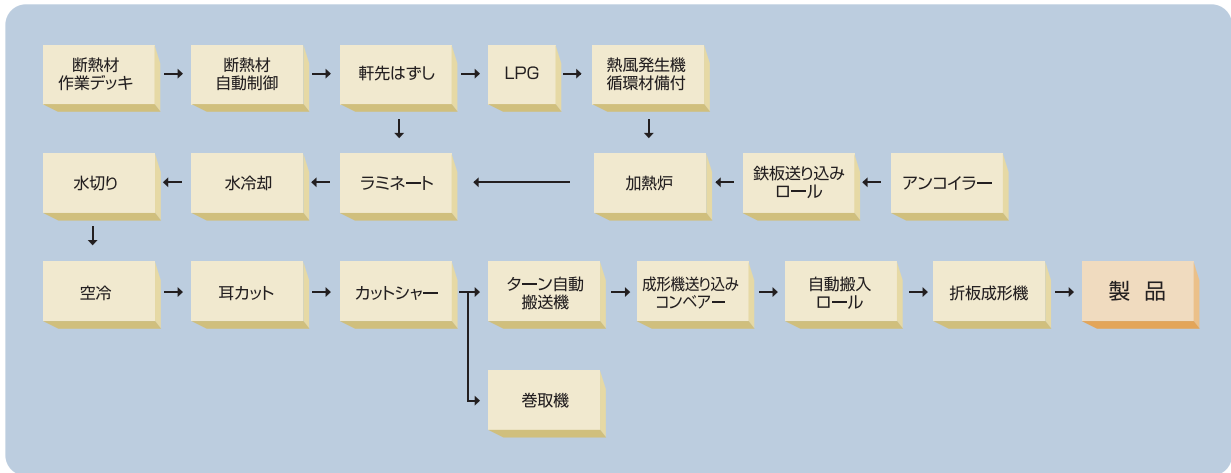 断熱材
作業デッキ
断熱材
自動制御
軒先はずし
LPG
熱風発生機
循環材備付
水切り
水冷却
ラミネート
加熱炉
鉄板送り込み
ロール
アンコイラー
空冷
耳カット
カットシャー
ターン自動
搬送機
成形機送り込み
コンベアー
自動搬入
ロール
折板成形機
製品
巻取機